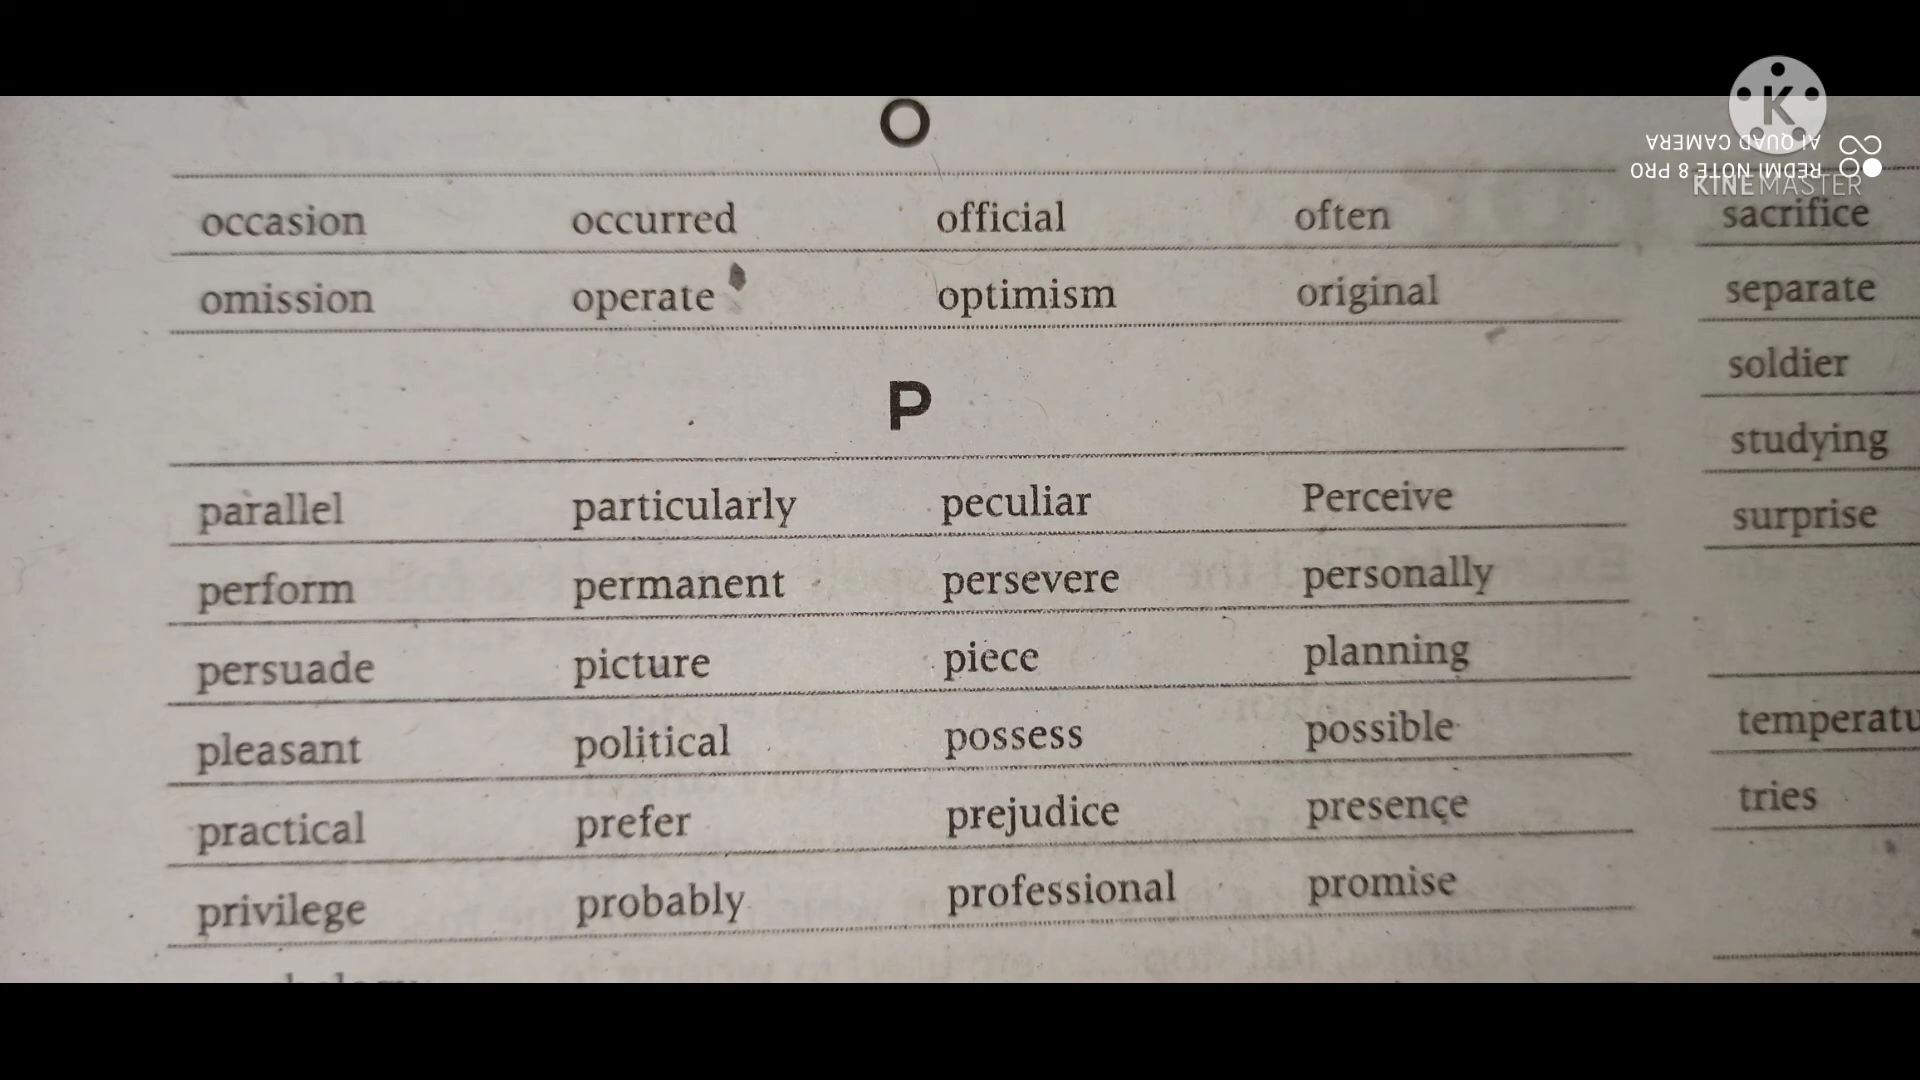 O
occasion occurred official often
omission operate optimism original
P
parallel particularly peculiar Perceive
perform permanent persevere personally
persuade picture piece planning
pleasant political possess possible
practical prefer prejudice presence
privilege probably professional promise
sacrifice
separate
soldier
studying
surprise
temperatu
tries
K
KINEMASTER
REDMI NOTE 8 PRO
AI QUAD CAMERA